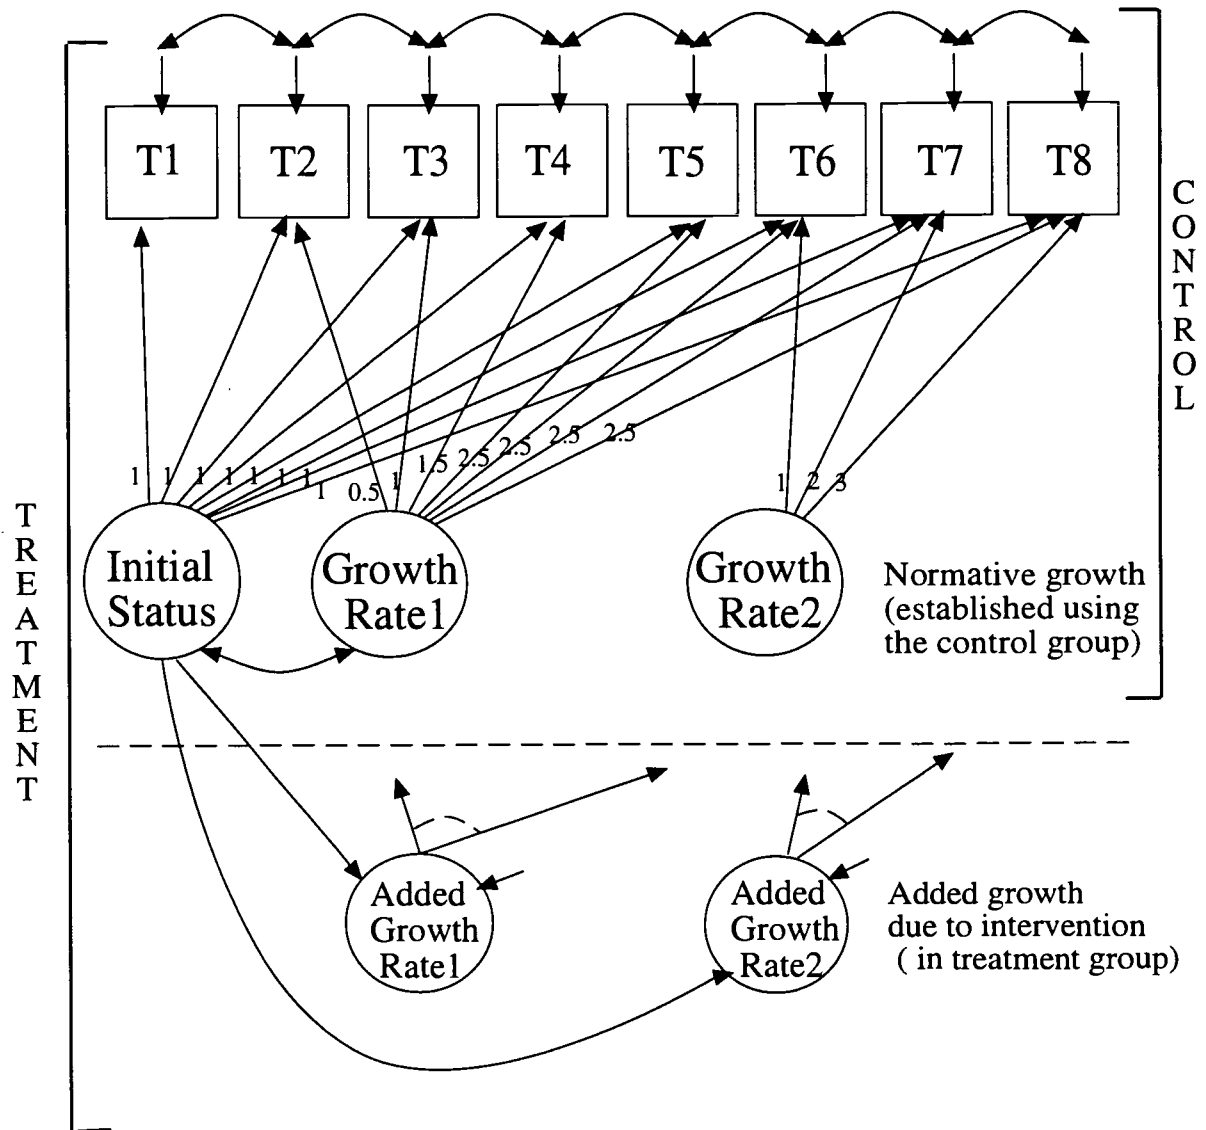 T1 T2 T3 T4 T5 T6 T7 T8
C
O
N
T
R
O
L
1 1 1 1 1 1 1 1 0.5 1 1.5 2.5 2.5 2.5 2.5
1 2 3
T
R
E
A
T
M
E
N
T
Initial
Status
Growth
Rate1
Growth
Rate2
Normative growth
(established using
the control group)
Added
Growth
Rate1
Added
Growth
Rate2
Added growth
due to intervention
( in treatment group)